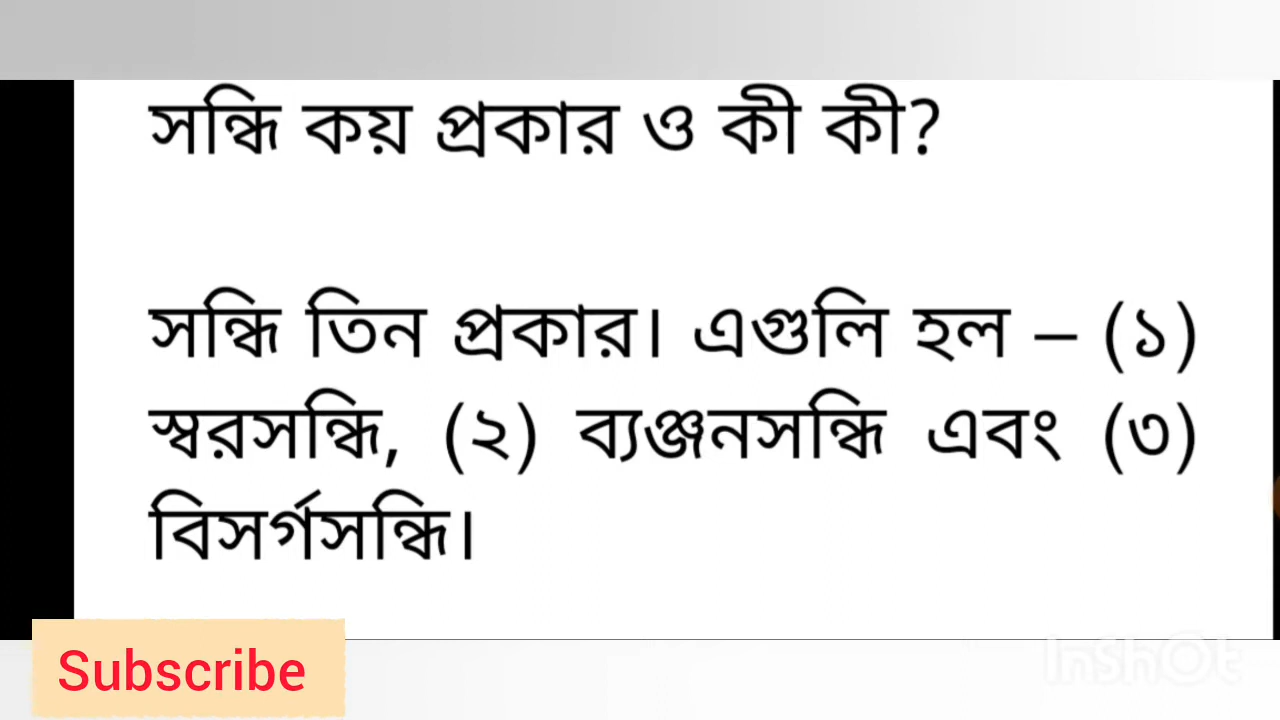 সন্ধি কয় প্রকার ও কী কী?
সন্ধি তিন প্রকার। এগুলি হল – (১)
স্বরসন্ধি, (২) ব্যঞ্জনসন্ধি এবং (৩)
বিসর্গসন্ধি।
Subscribe
InShOt